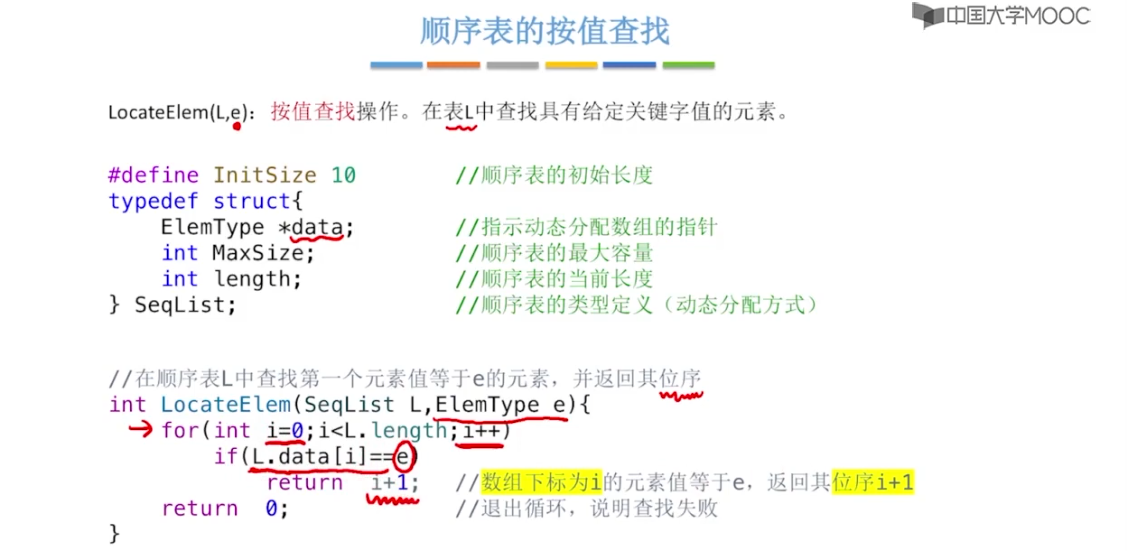 中国大学MOOC
顺序表的按值查找
LocateElem(L,e)：按值查找操作。在表L中查找具有给定关键字值的元素。
#define InitSize 10 //顺序表的初始长度
typedef struct{
ElemType *data; //指示动态分配数组的指针
int MaxSize; //顺序表的最大容量
int length; //顺序表的当前长度
} SeqList; //顺序表的类型定义（动态分配方式）
//在顺序表L中查找第一个元素值等于e的元素，并返回其位序
int LocateElem(SeqList L,ElemType e){
for(int i=0;i<L.length;i++)
if(L.data[i]==e)
return i+1; //数组下标为i的元素值等于e，返回其位序i+1
return 0; //退出循环，说明查找失败
}